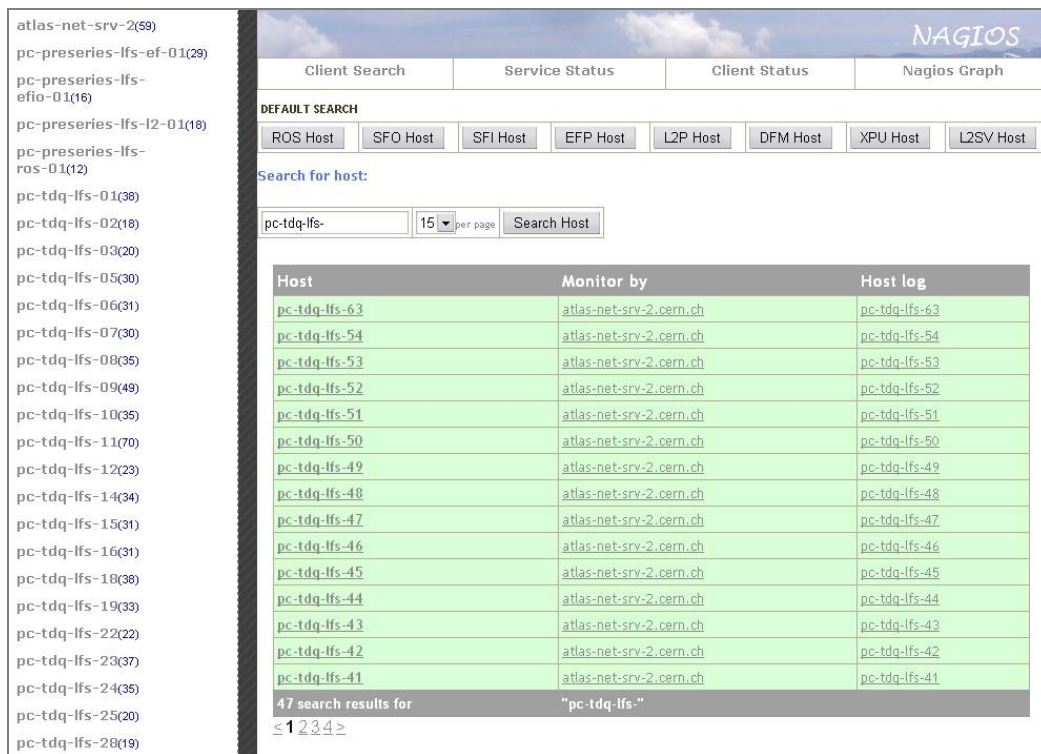 atlas-net-srv-2(59)
pc-preseries-lfs-ef-01(29)
pc-preseries-lfs-
efio-01(16)
pc-preseries-lfs-l2-01(18)
pc-preseries-lfs-
ros-01(12)
pc-tdq-lfs-01(38)
pc-tdq-lfs-02(18)
pc-tdq-lfs-03(20)
pc-tdq-lfs-05(30)
pc-tdq-lfs-06(31)
pc-tdq-lfs-07(30)
pc-tdq-lfs-08(35)
pc-tdq-lfs-09(49)
pc-tdq-lfs-10(35)
pc-tdq-lfs-11(70)
pc-tdq-lfs-12(23)
pc-tdq-lfs-14(34)
pc-tdq-lfs-15(31)
pc-tdq-lfs-16(31)
pc-tdq-lfs-18(38)
pc-tdq-lfs-19(33)
pc-tdq-lfs-22(22)
pc-tdq-lfs-23(37)
pc-tdq-lfs-24(35)
pc-tdq-lfs-25(20)
pc-tdq-lfs-28(19)
NAGIOS
Client Search Service Status Client Status Nagios Graph
DEFAULT SEARCH
ROS Host SFO Host SFI Host EFP Host L2P Host DFM Host XPU Host L2SV Host
Search for host:
pc-tdq-lfs- 15 per page Search Host
Host Monitor by Host log
pc-tdq-lfs-63 atlas-net-srv-2.cern.ch pc-tdq-lfs-63
pc-tdq-lfs-54 atlas-net-srv-2.cern.ch pc-tdq-lfs-54
pc-tdq-lfs-53 atlas-net-srv-2.cern.ch pc-tdq-lfs-53
pc-tdq-lfs-52 atlas-net-srv-2.cern.ch pc-tdq-lfs-52
pc-tdq-lfs-51 atlas-net-srv-2.cern.ch pc-tdq-lfs-51
pc-tdq-lfs-50 atlas-net-srv-2.cern.ch pc-tdq-lfs-50
pc-tdq-lfs-49 atlas-net-srv-2.cern.ch pc-tdq-lfs-49
pc-tdq-lfs-48 atlas-net-srv-2.cern.ch pc-tdq-lfs-48
pc-tdq-lfs-47 atlas-net-srv-2.cern.ch pc-tdq-lfs-47
pc-tdq-lfs-46 atlas-net-srv-2.cern.ch pc-tdq-lfs-46
pc-tdq-lfs-45 atlas-net-srv-2.cern.ch pc-tdq-lfs-45
pc-tdq-lfs-44 atlas-net-srv-2.cern.ch pc-tdq-lfs-44
pc-tdq-lfs-43 atlas-net-srv-2.cern.ch pc-tdq-lfs-43
pc-tdq-lfs-42 atlas-net-srv-2.cern.ch pc-tdq-lfs-42
pc-tdq-lfs-41 atlas-net-srv-2.cern.ch pc-tdq-lfs-41
47 search results for "pc-tdq-lfs-"
< 1 2 3 4 >